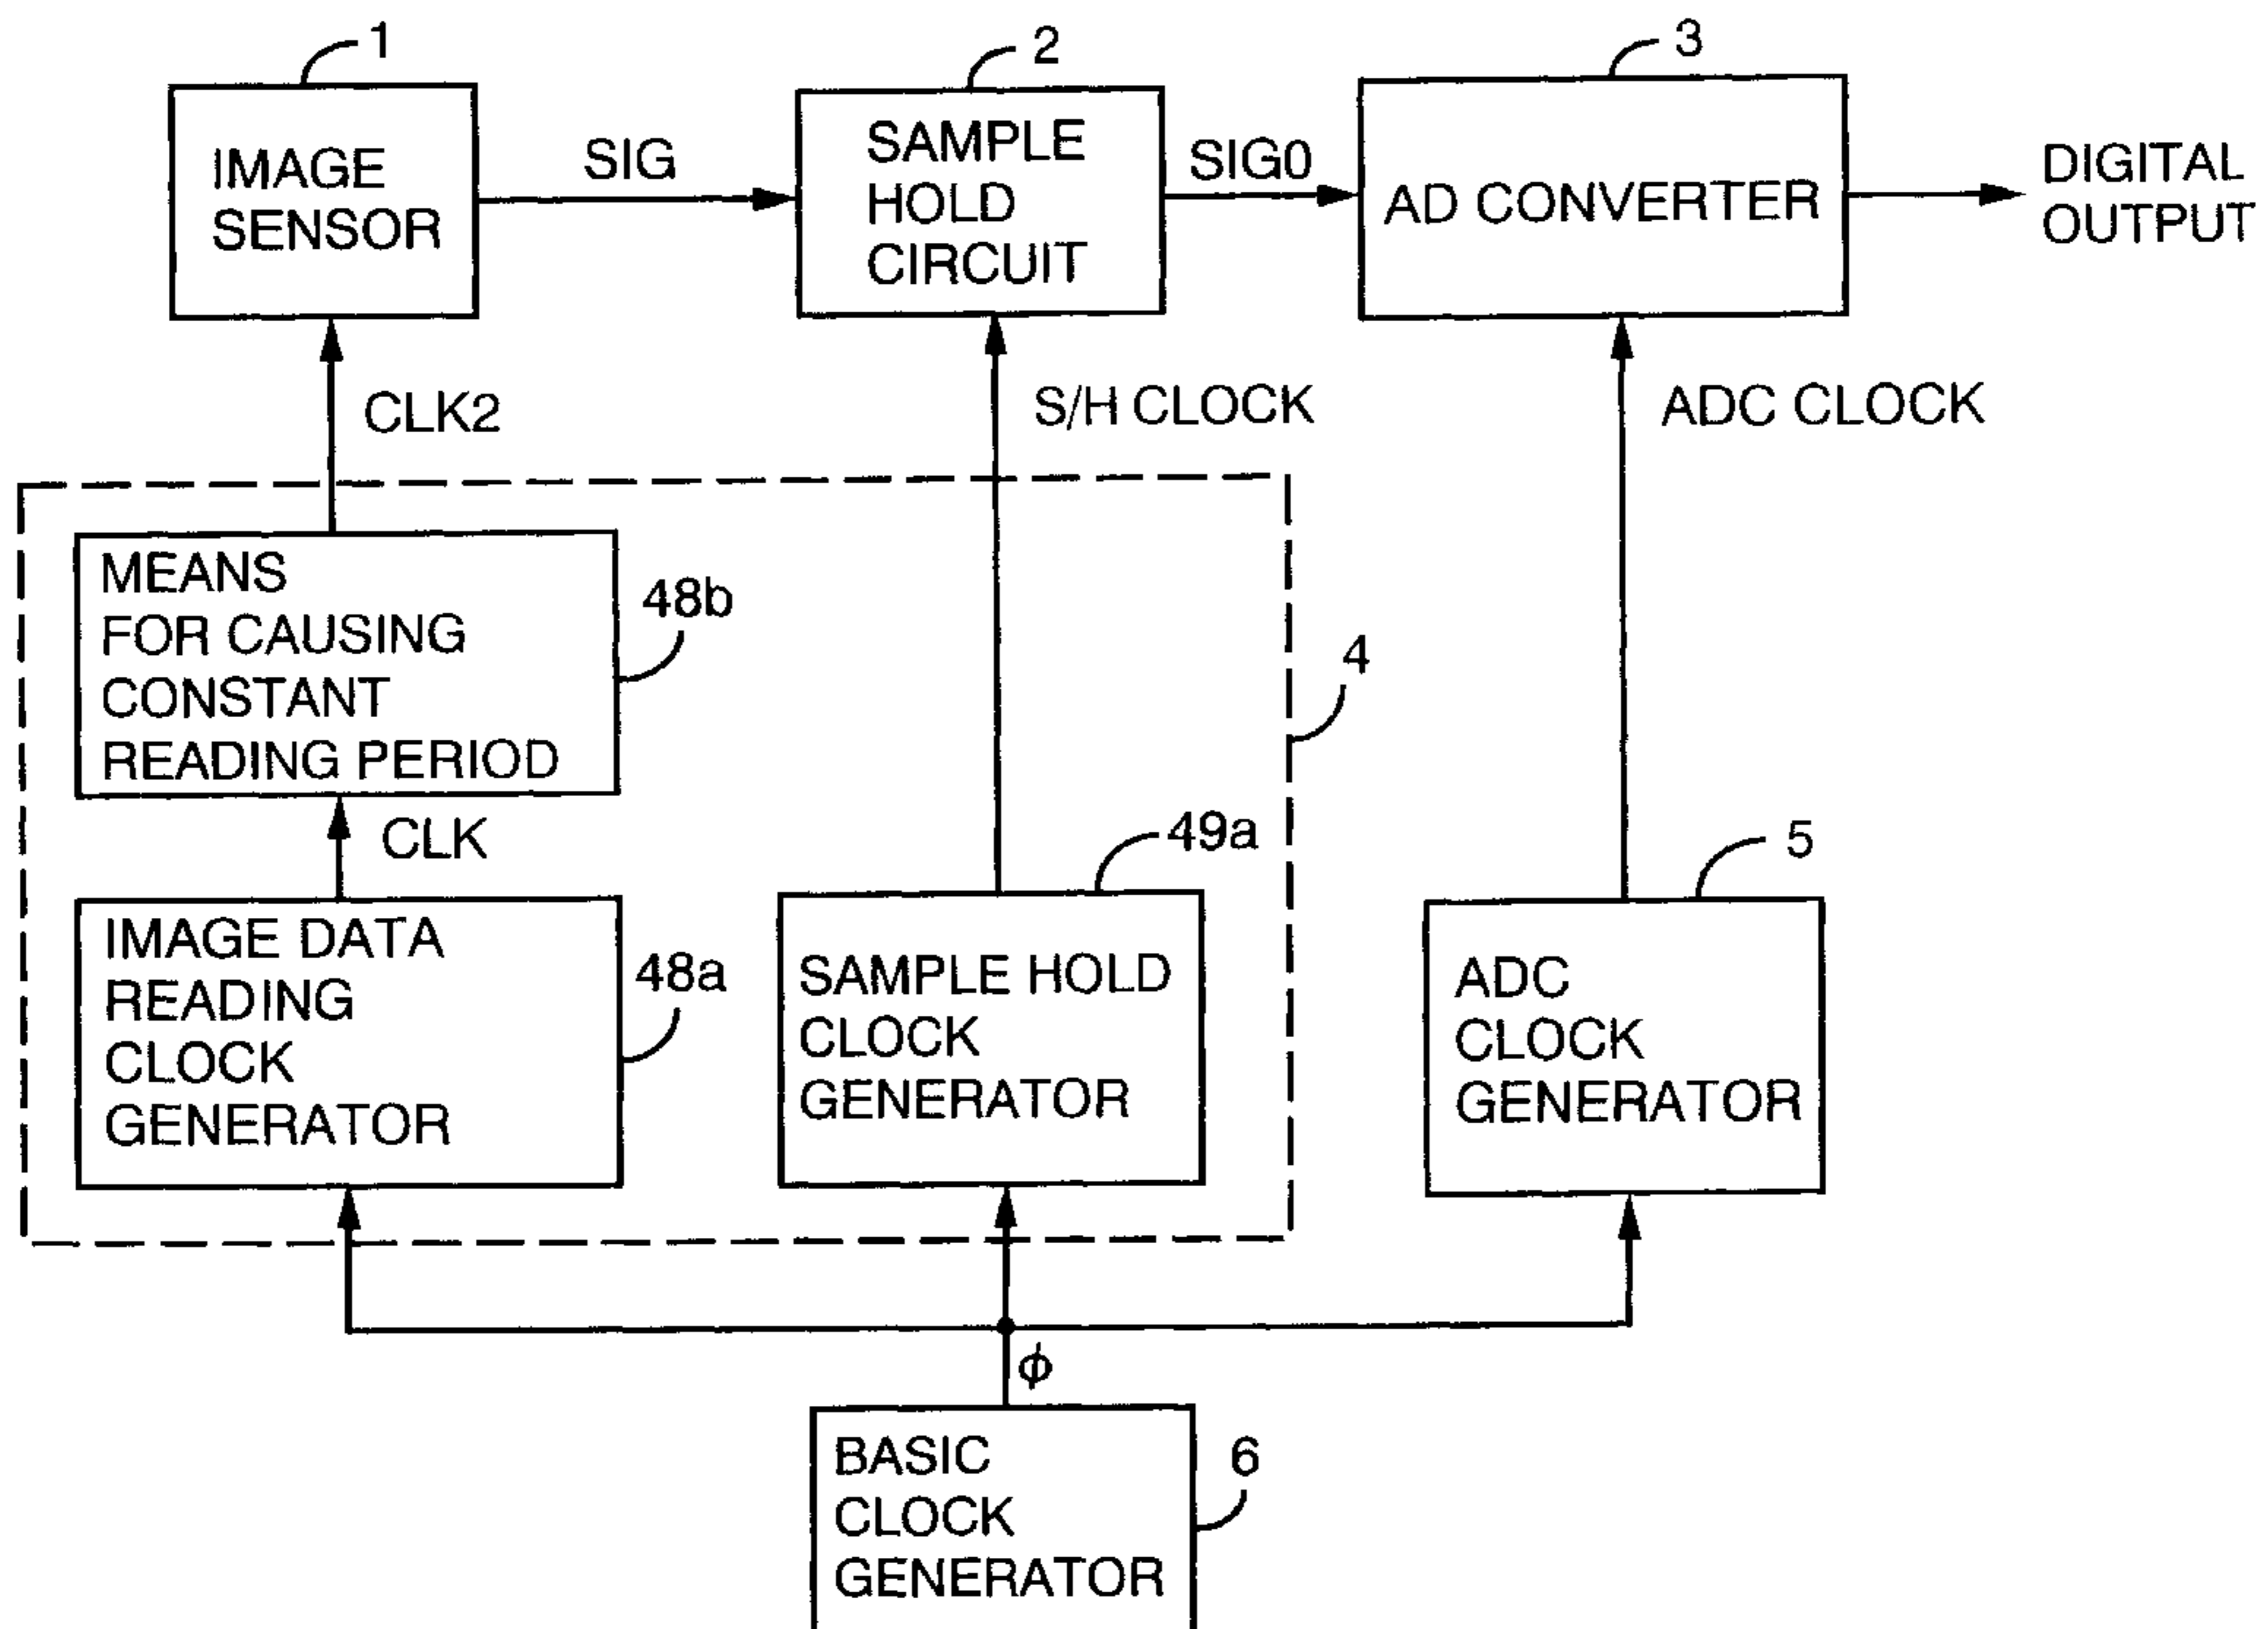 1
2
3
IMAGE
SENSOR
SIG
SAMPLE
HOLD
CIRCUIT
SIG0
AD CONVERTER
DIGITAL
OUTPUT
CLK2
S/H CLOCK
ADC CLOCK
MEANS
FOR CAUSING
CONSTANT
READING PERIOD
48b
4
CLK
49a
5
IMAGE DATA
READING
CLOCK
GENERATOR
48a
SAMPLE HOLD
CLOCK
GENERATOR
ADC
CLOCK
GENERATOR
ϕ
BASIC
CLOCK
GENERATOR
6